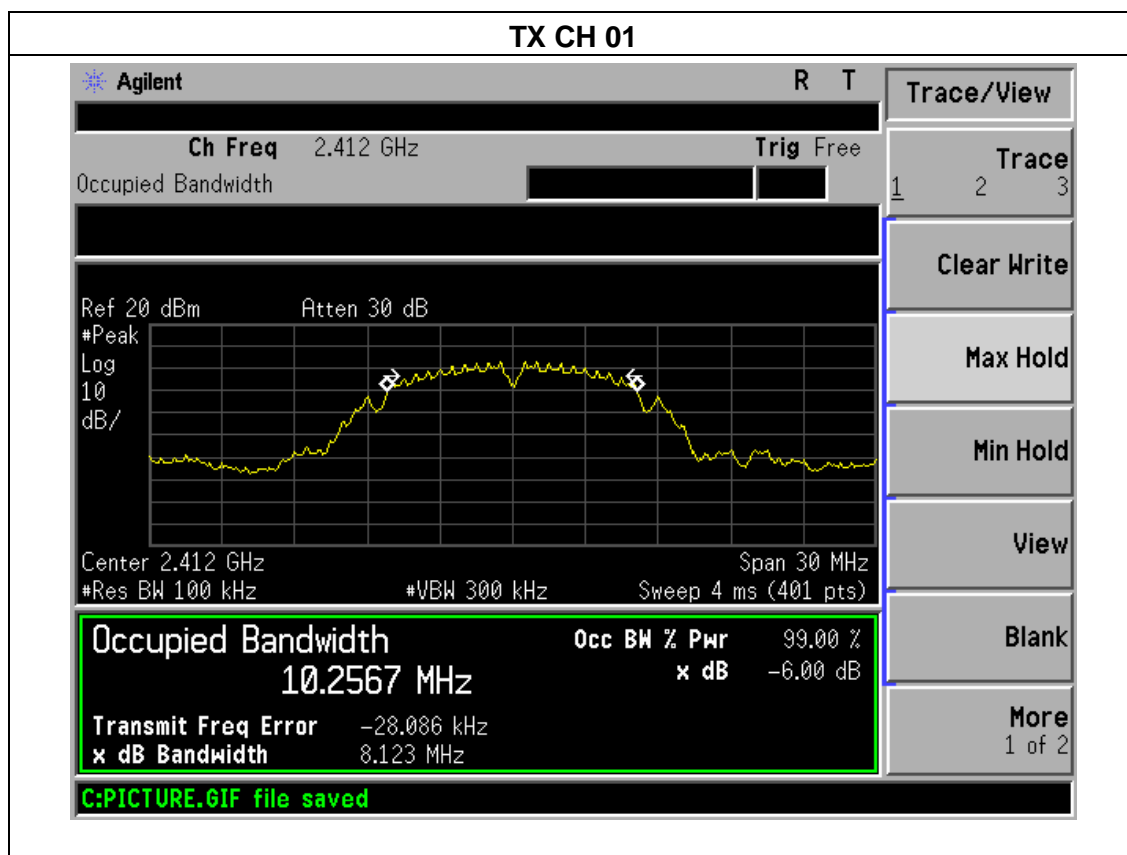 TX CH 01
Agilent R T
Ch Freq 2.412 GHz Trig Free
Occupied Bandwidth
Ref 20 dBm Atten 30 dB
#Peak
Log
10
dB/
Center 2.412 GHz Span 30 MHz
#Res BW 100 kHz #VBW 300 kHz Sweep 4 ms (401 pts)
Occupied Bandwidth Occ BW % Pwr 99.00 %
10.2567 MHz x dB -6.00 dB
Transmit Freq Error -28.086 kHz
x dB Bandwidth 8.123 MHz
C:PICTURE.GIF file saved
Trace/View
Trace
1 2 3
Clear Write
Max Hold
Min Hold
View
Blank
More
1 of 2